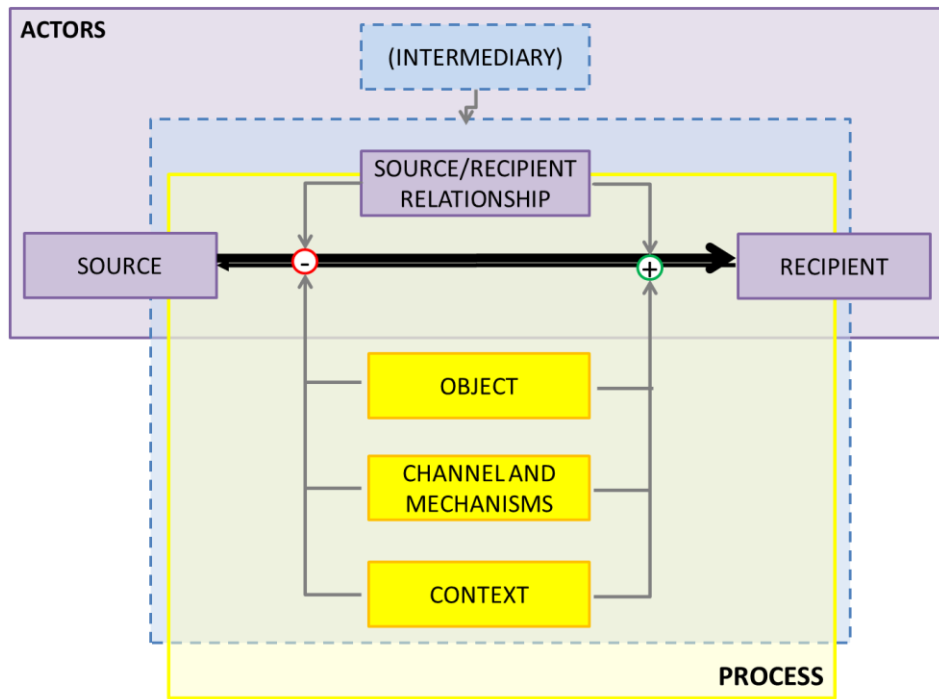 ACTORS
(INTERMEDIARY)
SOURCE/RECIPIENT
RELATIONSHIP
SOURCE
-
+
RECIPIENT
OBJECT
CHANNEL AND
MECHANISMS
CONTEXT
PROCESS